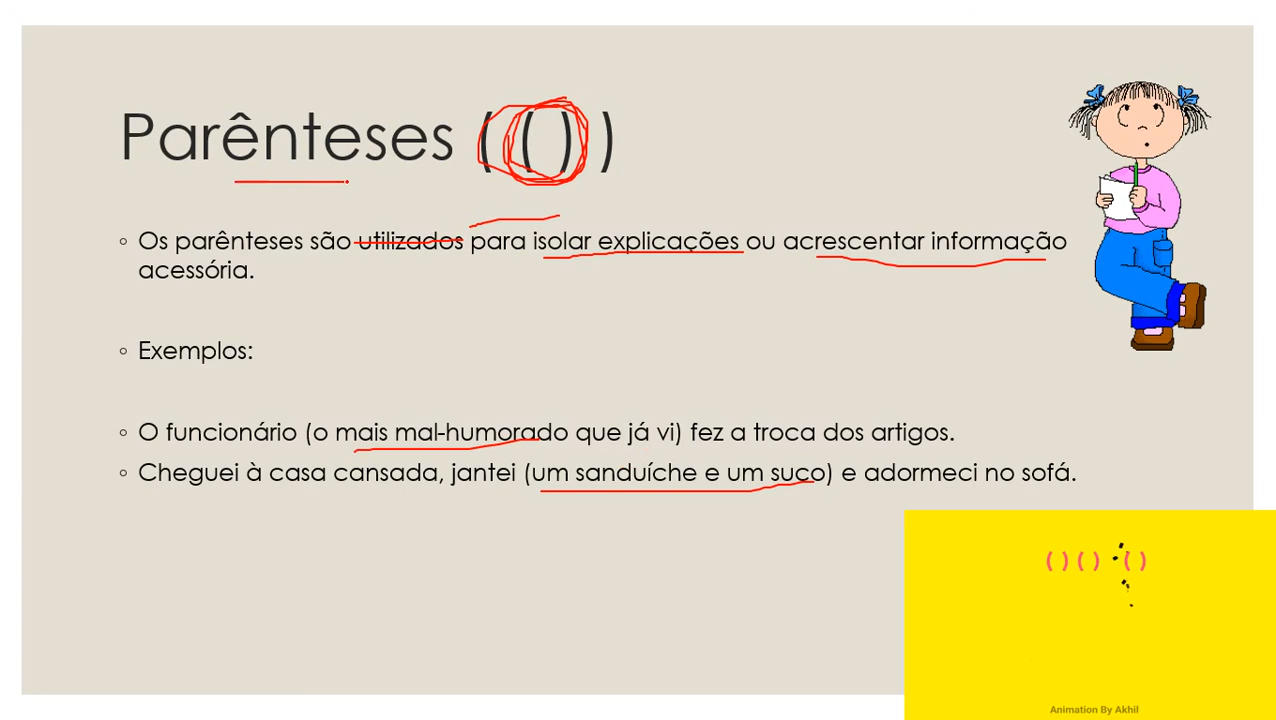 Parênteses ( ( ) )
Os parênteses são utilizados para isolar explicações ou acrescentar informação
acessória.
Exemplos:
O funcionário (o mais mal-humorado que já vi) fez a troca dos artigos.
Cheguei à casa cansada, jantei (um sanduíche e um suco) e adormeci no sofá.
( ) ( ) ( )
Animation By Akhil